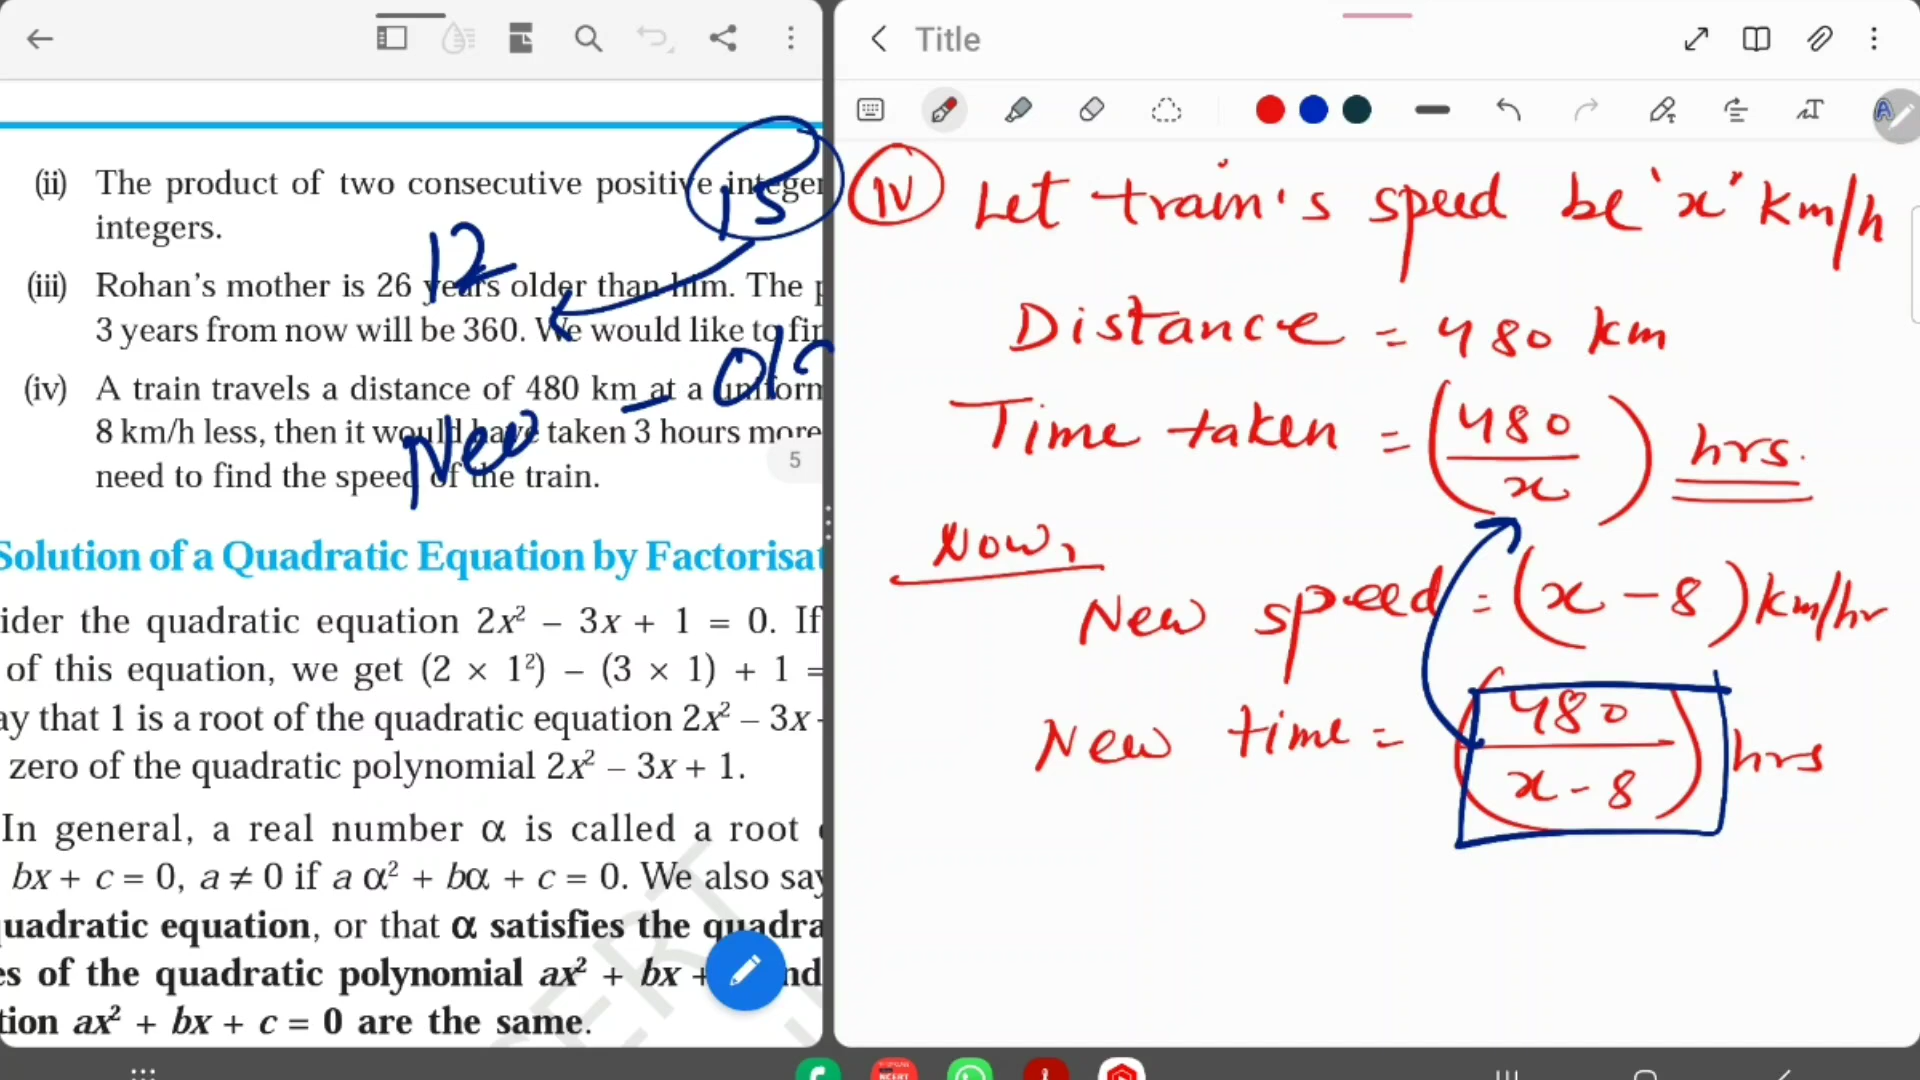 (ii) The product of two consecutive positive integer
integers.
(iii) Rohan's mother is 26 years older than him. The p
3 years from now will be 360. We would like to fin
(iv) A train travels a distance of 480 km at a uniform
8 km/h less, then it would have taken 3 hours more
need to find the speed of the train.
15
12
New
5
Solution of a Quadratic Equation by Factorisat
ider the quadratic equation 2x² – 3x + 1 = 0. If
of this equation, we get (2 × 1²) – (3 × 1) + 1 =
ay that 1 is a root of the quadratic equation 2x² – 3x
zero of the quadratic polynomial 2x² – 3x + 1.
In general, a real number α is called a root
bx + c = 0, a ≠ 0 if a α² + bα + c = 0. We also say
quadratic equation, or that α satisfies the quadra
es of the quadratic polynomial ax² + bx +
tion ax² + bx + c = 0 are the same.
Title
(iv) Let train's speed be 'x' km/h
Distance = 480 km
Time taken = (480/x) hrs.
Now,
New speed = (x – 8) km/hr
New time = (480/x-8) hrs